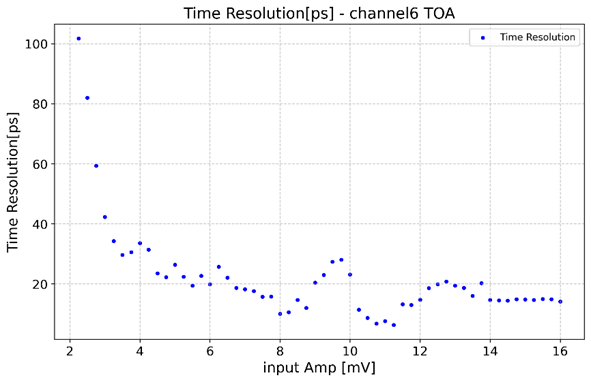 Time Resolution[ps] - channel6 TOA
Time Resolution
Time Resolution[ps]
100
80
60
40
20
2 4 6 8 10 12 14 16
input Amp [mV]